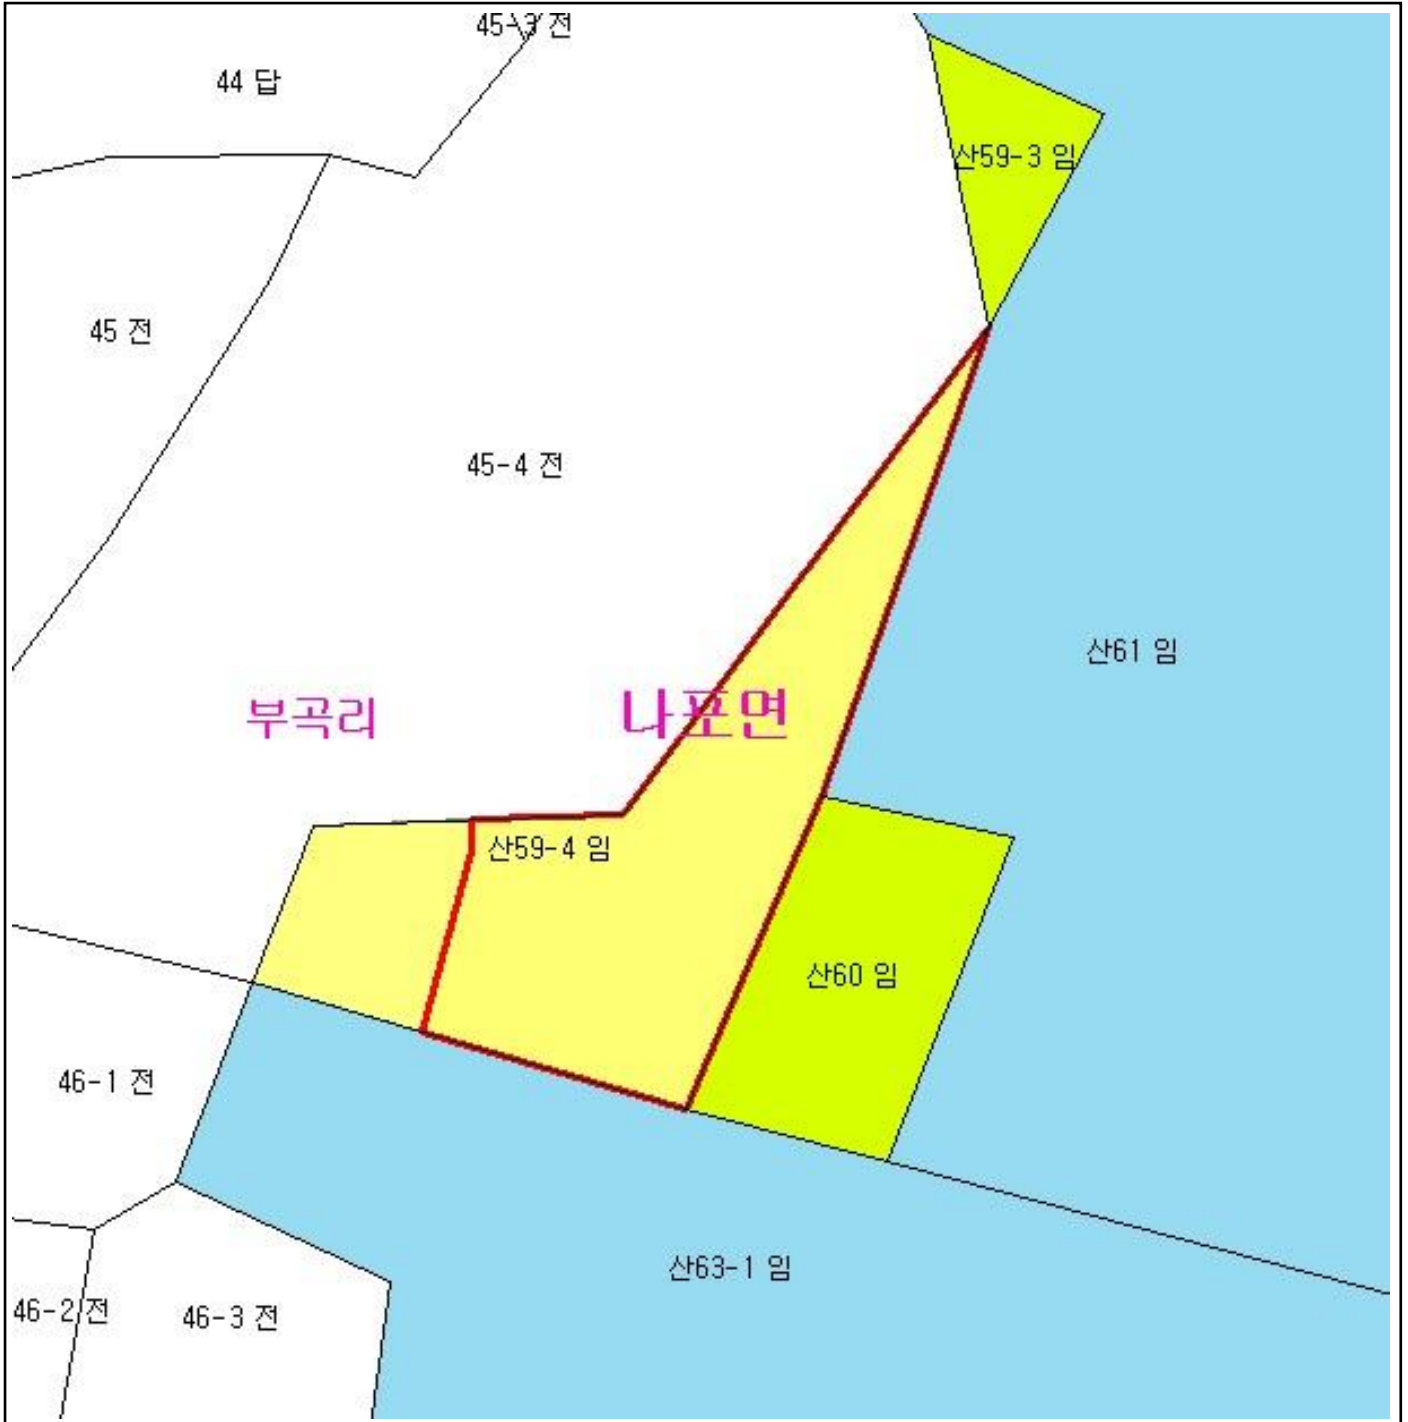 45-3 전
44 답
산59-3 임
45 전
45-4 전
산61 임
부곡리
나포면
산59-4 임
산60 임
46-1 전
산63-1 임
46-2 전
46-3 전